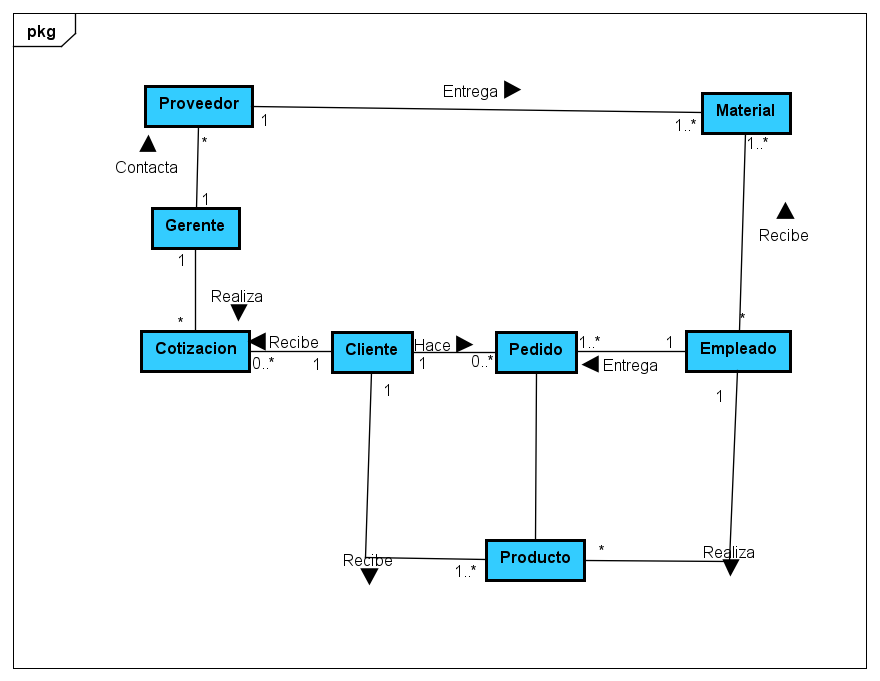 pkg
Entrega
Proveedor
Material
1
1..*
*
1..*
Contacta
1
Gerente
Recibe
1
Realiza
*
*
Cotizacion
Recibe
Cliente
Hace
Pedido
1..*
1
Empleado
0..*
1
1
0..*
Entrega
1
1
Recibe
Producto
*
Realiza
1..*